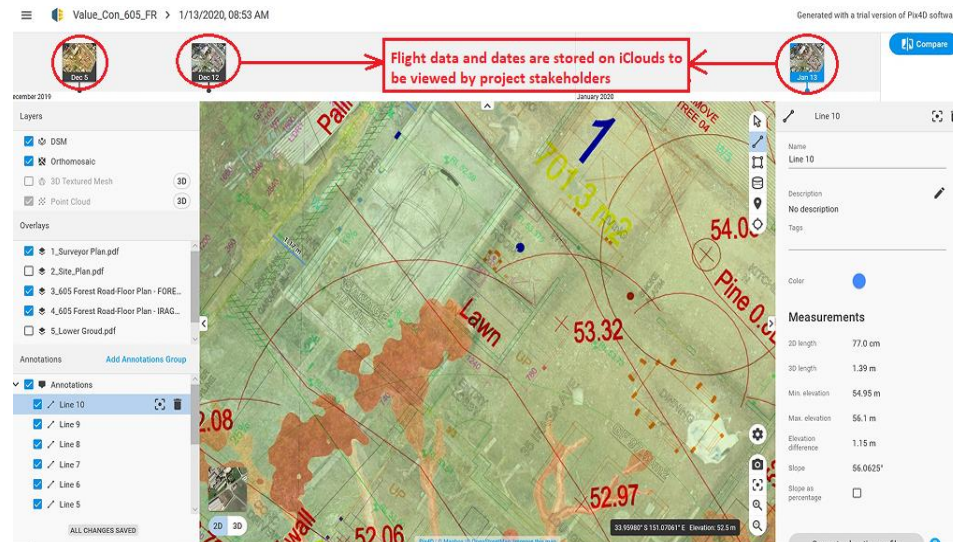 Value_Con_605_FR > 1/13/2020, 08:53 AM
Generated with a trial version of Pix4D softwa
Compare
Dec 5
Dec 12
Flight data and dates are stored on iClouds to
be viewed by project stakeholders
Jan 13
ecember 2019
January 2020
Layers
DSM
Orthomosaic
3D Textured Mesh 3D
Point Cloud 3D
Overlays
1_Surveyor Plan.pdf
2_Site_Plan.pdf
3_605 Forest Road-Floor Plan - FORE...
4_605 Forest Road-Floor Plan - IRAG...
5_Lower Groud.pdf
Annotations Add Annotations Group
Annotations
Line 10
Line 9
Line 8
Line 7
Line 6
Line 5
ALL CHANGES SAVED
Palin
REMOVE
TREE 04
1
701.3 m2
54.0
Pine 0.
Lawn
53.32
2.08
UP
52.97
wall
52.06
2D 3D
33.95980° S 151.07061° E Elevation: 52.5 m
Line 10
Name
Line 10
Description
No description
Tags
Color
Measurements
2D length 77.0 cm
3D length 1.39 m
Min. elevation 54.95 m
Max. elevation 56.1 m
Elevation
difference 1.15 m
Slope 56.0625°
Slope as
percentage